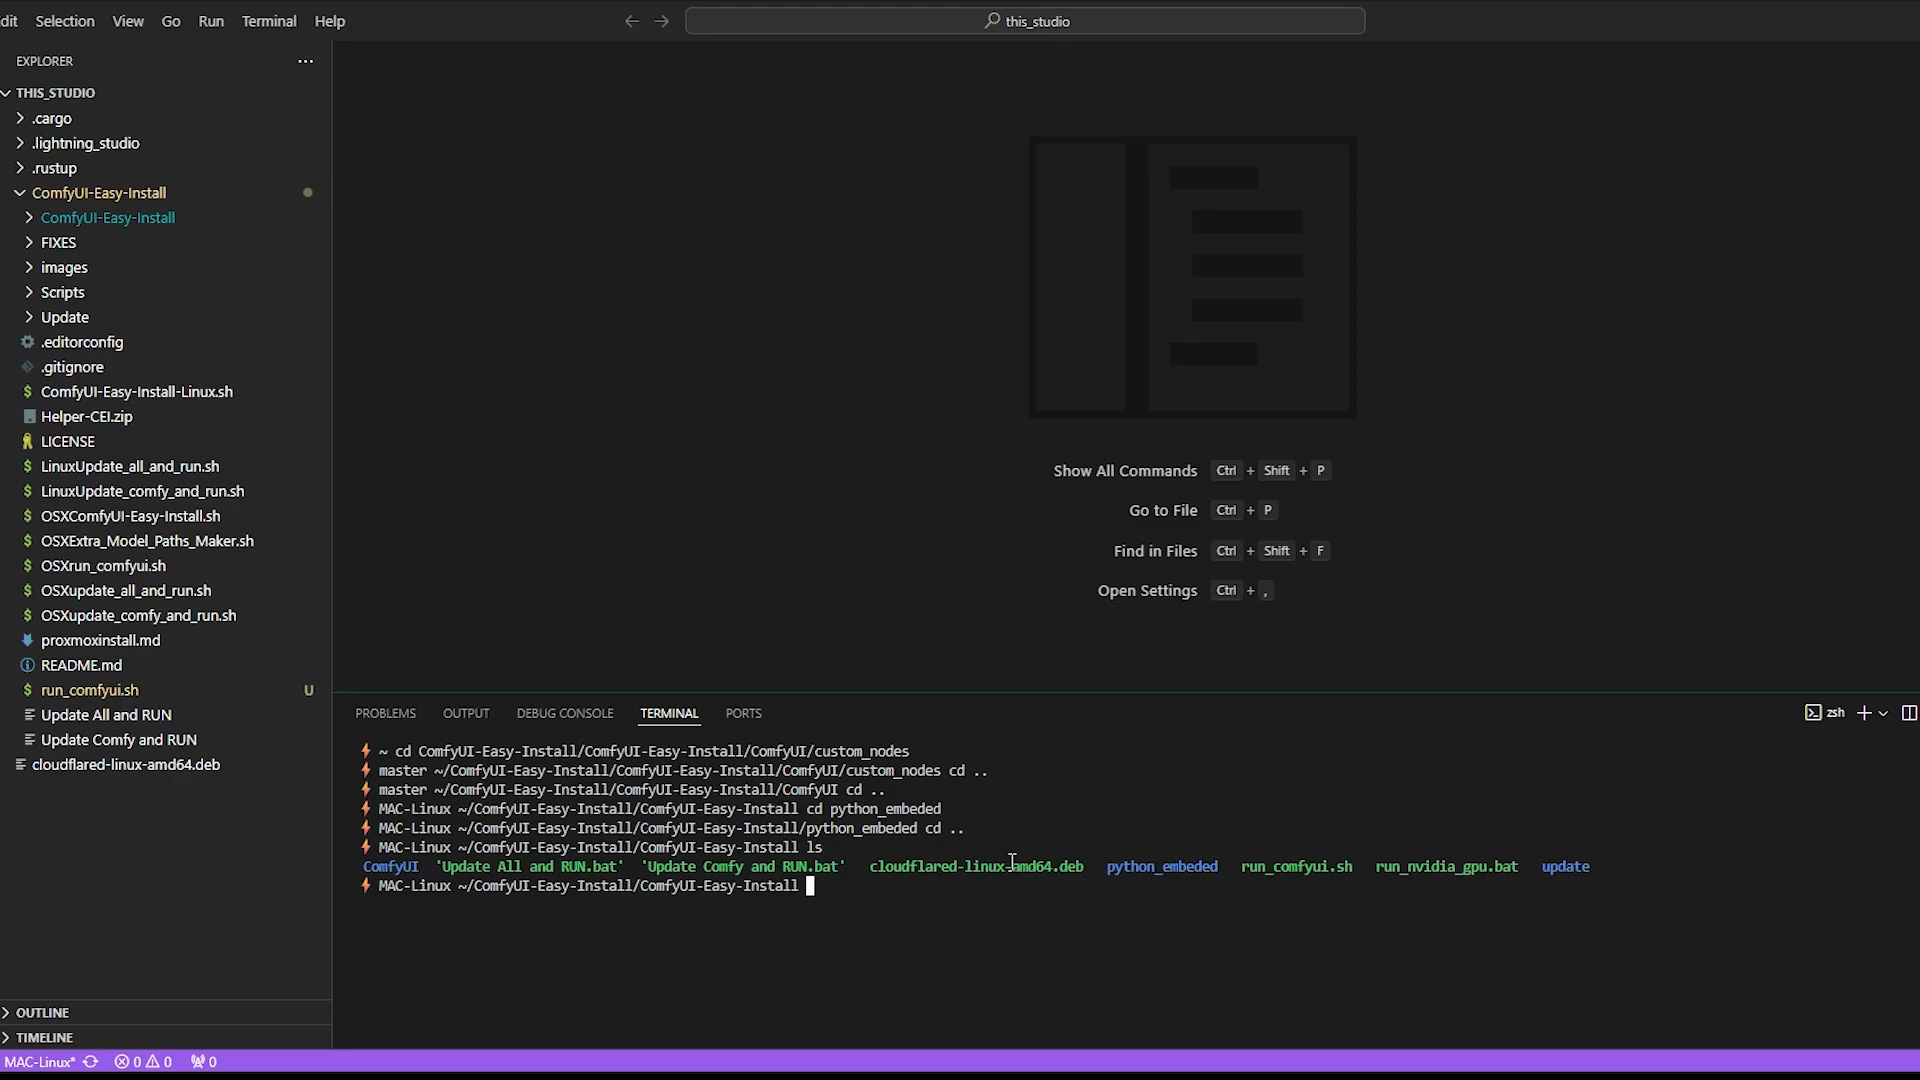 dit Selection View Go Run Terminal Help
this_studio
EXPLORER
THIS_STUDIO
.cargo
.lightning_studio
.rustup
ComfyUI-Easy-Install
ComfyUI-Easy-Install
FIXES
images
Scripts
Update
.editorconfig
.gitignore
$ ComfyUI-Easy-Install-Linux.sh
Helper-CEI.zip
LICENSE
$ LinuxUpdate_all_and_run.sh
$ LinuxUpdate_comfy_and_run.sh
$ OSXComfyUI-Easy-Install.sh
$ OSXExtra_Model_Paths_Maker.sh
$ OSXrun_comfyui.sh
$ OSXupdate_all_and_run.sh
$ OSXupdate_comfy_and_run.sh
proxmoxinstall.md
README.md
$ run_comfyui.sh U
Update All and RUN
Update Comfy and RUN
cloudflared-linux-amd64.deb
OUTLINE
TIMELINE
Show All Commands Ctrl + Shift + P
Go to File Ctrl + P
Find in Files Ctrl + Shift + F
Open Settings Ctrl + ,
PROBLEMS OUTPUT DEBUG CONSOLE TERMINAL PORTS
zsh
~ cd ComfyUI-Easy-Install/ComfyUI-Easy-Install/ComfyUI/custom_nodes
master ~/ComfyUI-Easy-Install/ComfyUI-Easy-Install/ComfyUI/custom_nodes cd ..
master ~/ComfyUI-Easy-Install/ComfyUI-Easy-Install/ComfyUI cd ..
MAC-Linux ~/ComfyUI-Easy-Install/ComfyUI-Easy-Install cd python_embeded
MAC-Linux ~/ComfyUI-Easy-Install/ComfyUI-Easy-Install/python_embeded cd ..
MAC-Linux ~/ComfyUI-Easy-Install/ComfyUI-Easy-Install ls
ComfyUI 'Update All and RUN.bat' 'Update Comfy and RUN.bat' cloudflared-linux-amd64.deb python_embeded run_comfyui.sh run_nvidia_gpu.bat update
MAC-Linux ~/ComfyUI-Easy-Install/ComfyUI-Easy-Install
MAC-Linux* 0 0 0